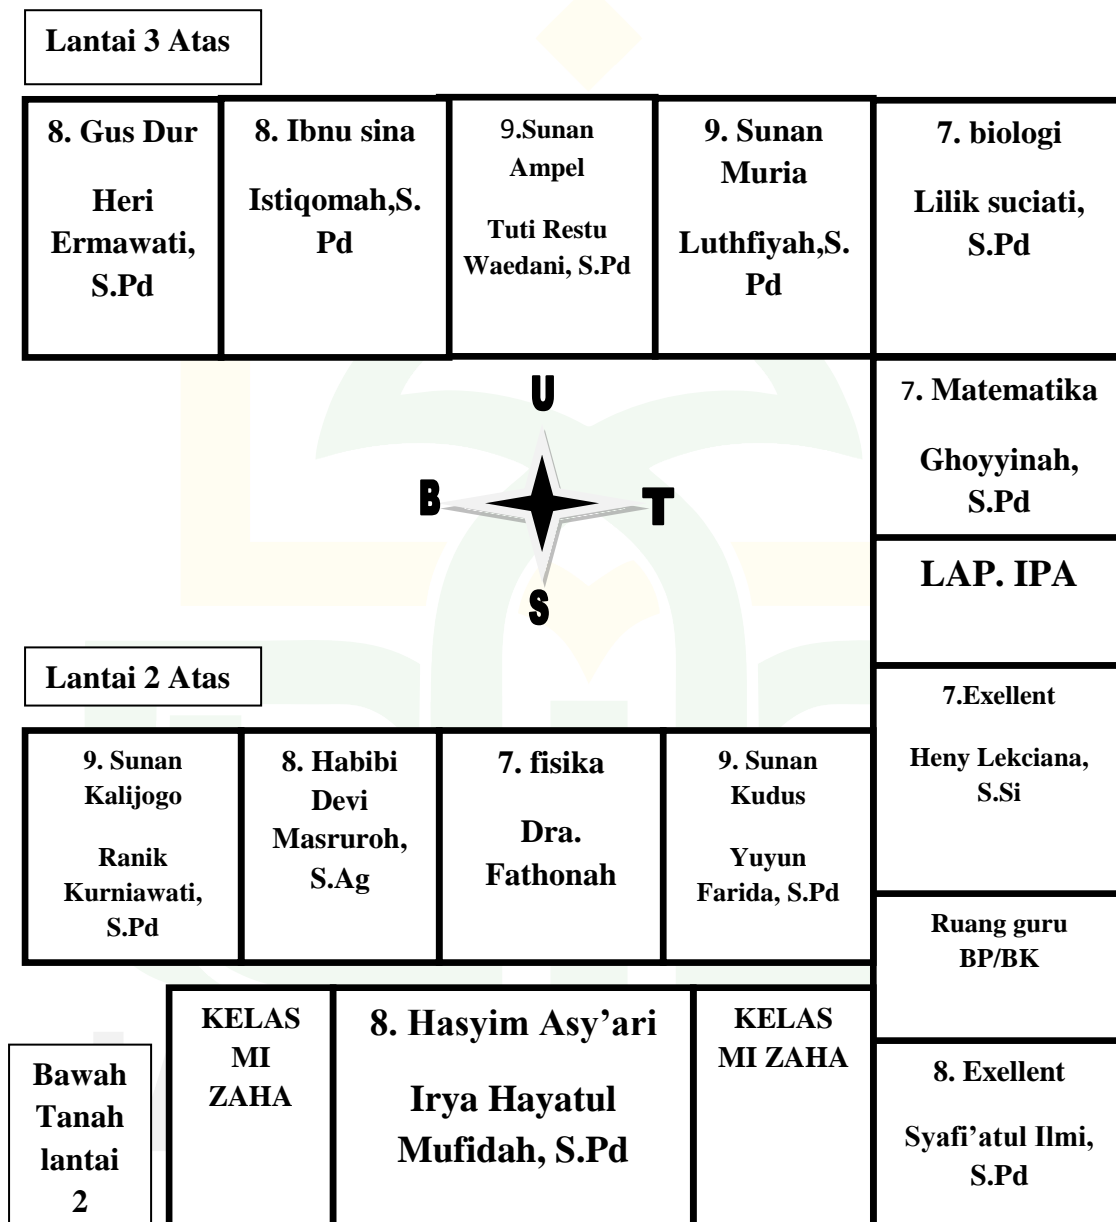 Lantai 3 Atas
8. Gus Dur
Heri
Ermawati,
S.Pd
8. Ibnu sina
Istiqomah,S.
Pd
9.Sunan
Ampel
Tuti Restu
Waedani, S.Pd
9. Sunan
Muria
Luthfiyah,S.
Pd
7. biologi
Lilik suciati,
S.Pd
7. Matematika
Ghoyyinah,
S.Pd
U
B
T
S
LAP. IPA
Lantai 2 Atas
7.Exellent
Heny Lekciana,
S.Si
9. Sunan
Kalijogo
Ranik
Kurniawati,
S.Pd
8. Habibi
Devi
Masruroh,
S.Ag
7. fisika
Dra.
Fathonah
9. Sunan
Kudus
Yuyun
Farida, S.Pd
Ruang guru
BP/BK
Bawah
Tanah
lantai
2
KELAS
MI
ZAHA
8. Hasyim Asy’ari
Irya Hayatul
Mufidah, S.Pd
KELAS
MI ZAHA
8. Exellent
Syafi’atul Ilmi,
S.Pd